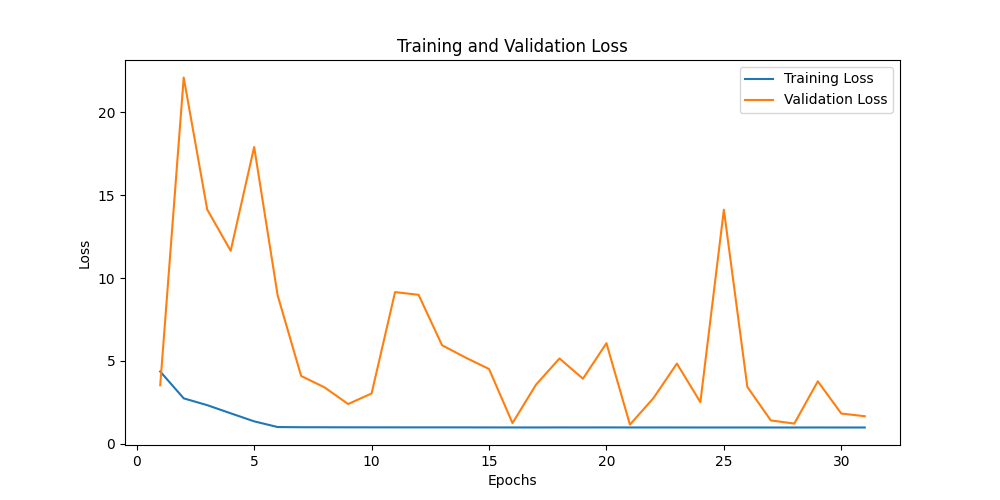 Training and Validation Loss
Training Loss
Validation Loss
20
15
10
5
0
Loss
0 5 10 15 20 25 30
Epochs